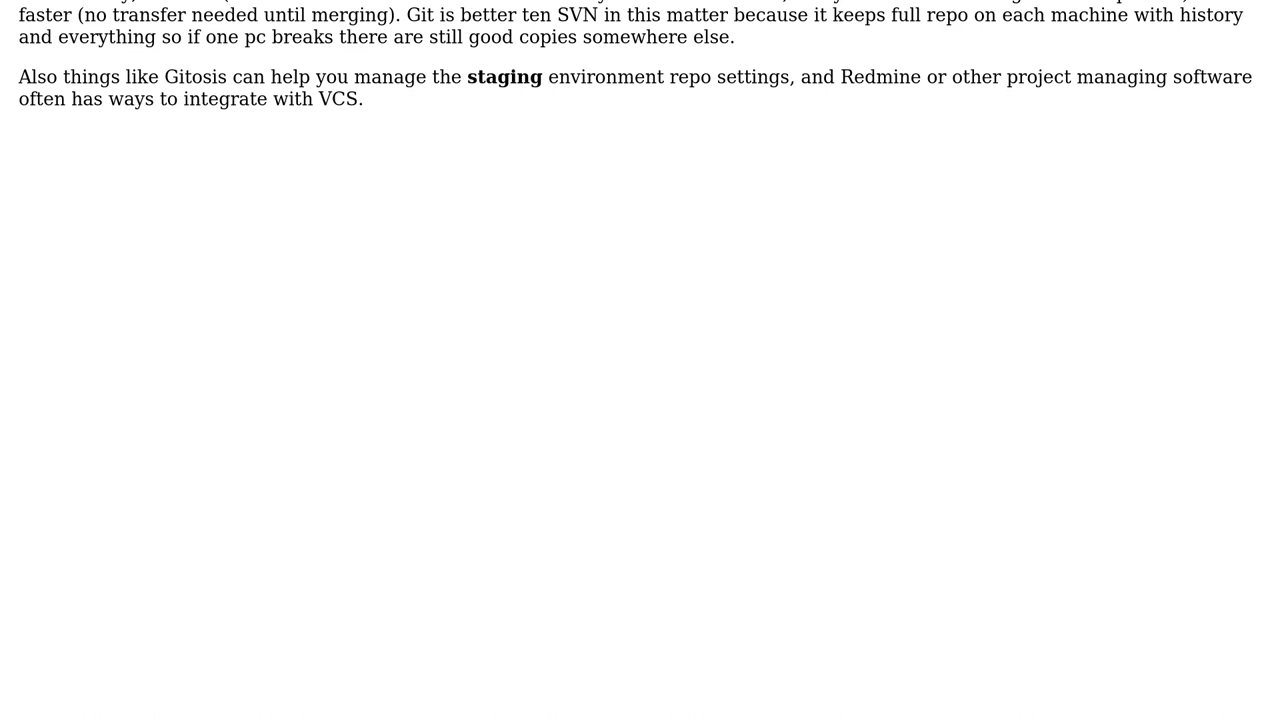 faster (no transfer needed until merging). Git is better ten SVN in this matter because it keeps full repo on each machine with history
and everything so if one pc breaks there are still good copies somewhere else.
Also things like Gitosis can help you manage the staging environment repo settings, and Redmine or other project managing software
often has ways to integrate with VCS.